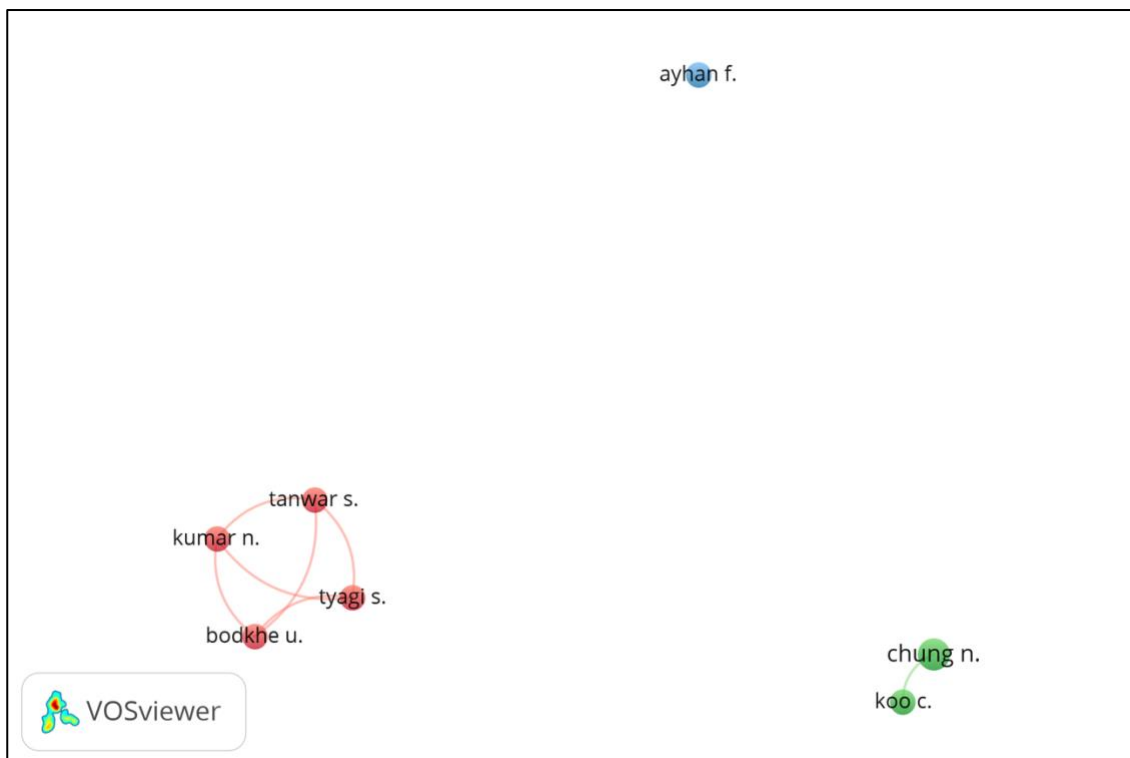 ayhan f.
tanwar s.
kumar n.
tyagi s.
bodkhe u.
chung n.
koo c.
VOSviewer